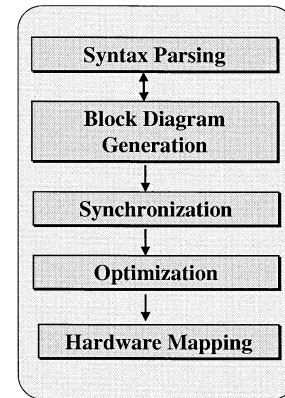 Syntax Parsing
Block Diagram
Generation
Synchronization
Optimization
Hardware Mapping